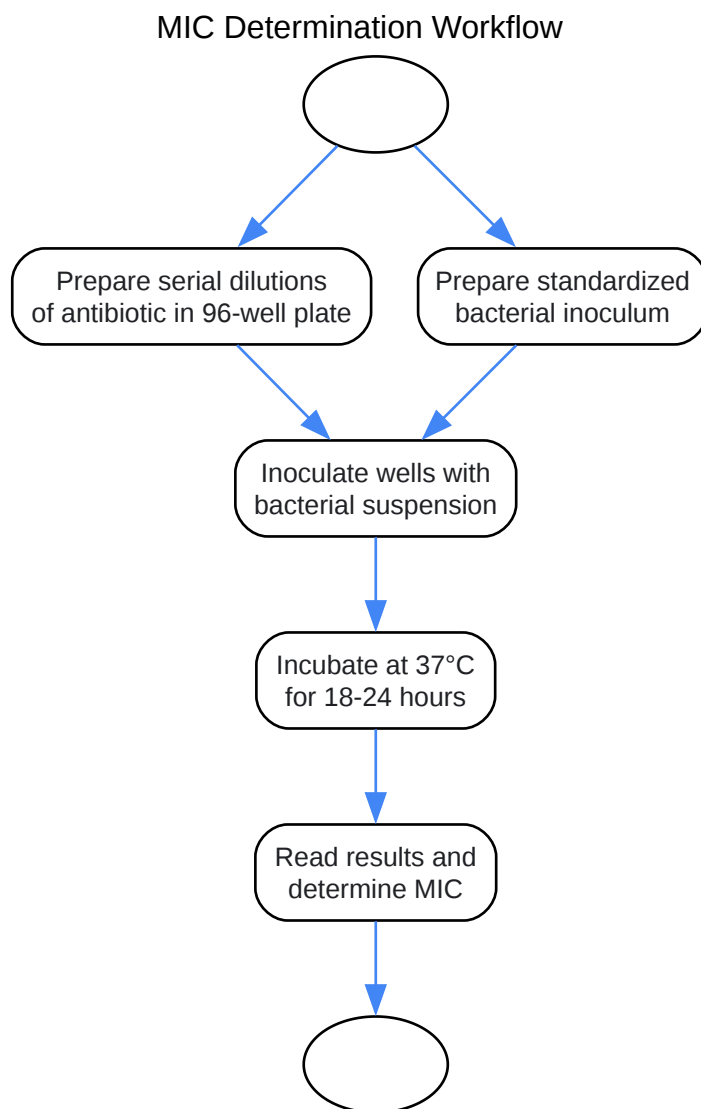 MIC Determination Workflow
Prepare serial dilutions
of antibiotic in 96-well plate
Prepare standardized
bacterial inoculum
Inoculate wells with
bacterial suspension
Incubate at 37°C
for 18-24 hours
Read results and
determine MIC